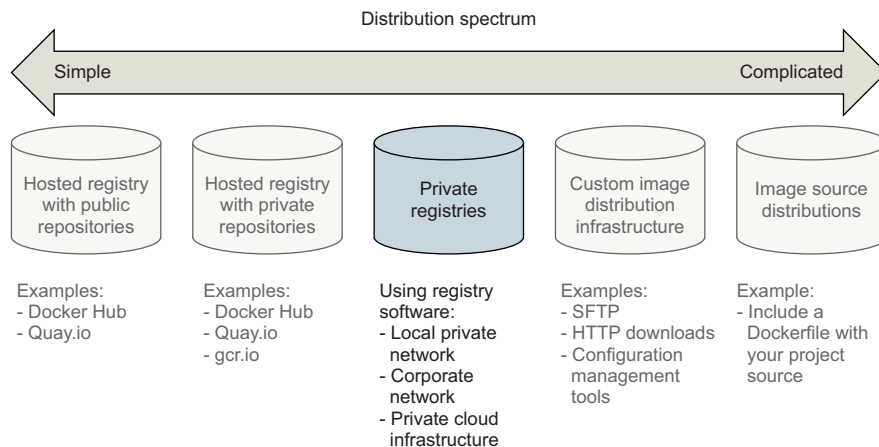 Distribution spectrum
Simple
Complicated
Hosted registry
with public
repositories
Hosted registry
with private
repositories
Private
registries
Custom image
distribution
infrastructure
Image source
distributions
Examples:
- Docker Hub
- Quay.io
Examples:
- Docker Hub
- Quay.io
- gcr.io
Using registry
software:
- Local private
network
- Corporate
network
- Private cloud
infrastructure
Examples:
- SFTP
- HTTP downloads
- Configuration
management
tools
Example:
- Include a
Dockerfile with
your project
source